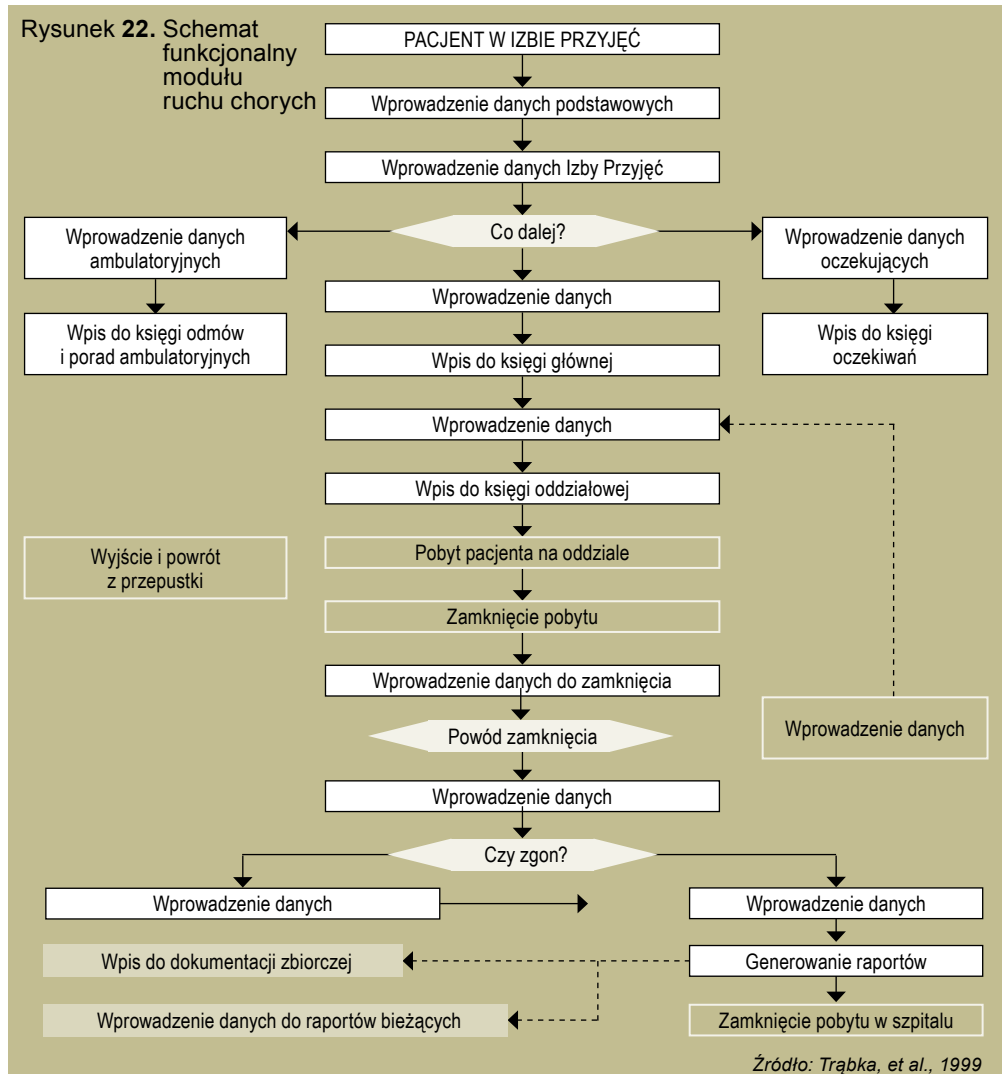 Rysunek 22. Schemat
funkcjonalny
modułu
ruchu chorych
PACJENT W IZBIE PRZYJĘĆ
Wprowadzenie danych podstawowych
Wprowadzenie danych Izby Przyjęć
Co dalej?
Wprowadzenie danych
ambulatoryjnych
Wprowadzenie danych
oczekujących
Wprowadzenie danych
Wpis do księgi odmów
i porad ambulatoryjnych
Wpis do księgi
oczekiwań
Wpis do księgi głównej
Wprowadzenie danych
Wpis do księgi oddziałowej
Wyjście i powrót
z przepustki
Pobyt pacjenta na oddziale
Zamknięcie pobytu
Wprowadzenie danych do zamknięcia
Wprowadzenie danych
Powód zamknięcia
Wprowadzenie danych
Czy zgon?
Wprowadzenie danych
Wprowadzenie danych
Wpis do dokumentacji zbiorczej
Generowanie raportów
Wprowadzenie danych do raportów bieżących
Zamknięcie pobytu w szpitalu
Źródło: Trąbka, et al., 1999